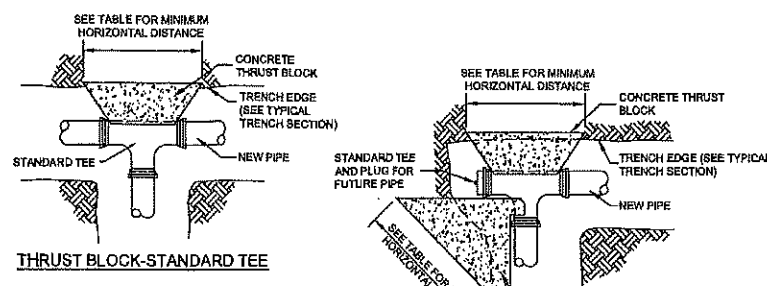 SEE TABLE FOR MINIMUM
HORIZONTAL DISTANCE
CONCRETE
THRUST BLOCK
TRENCH EDGE
(SEE TYPICAL
TRENCH SECTION)
STANDARD TEE
NEW PIPE
THRUST BLOCK-STANDARD TEE
SEE TABLE FOR MINIMUM
HORIZONTAL DISTANCE
CONCRETE THRUST
BLOCK
STANDARD TEE
AND PLUG FOR
FUTURE PIPE
TRENCH EDGE (SEE TYPICAL
TRENCH SECTION)
NEW PIPE
SEE TABLE FOR